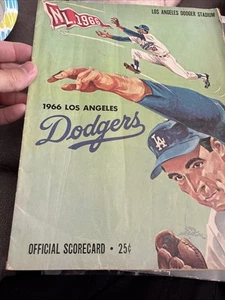 NL 1966
LOS ANGELES DODGER STADIUM
1966 LOS ANGELES
Dodgers
LA
OFFICIAL SCORECARD • 25¢